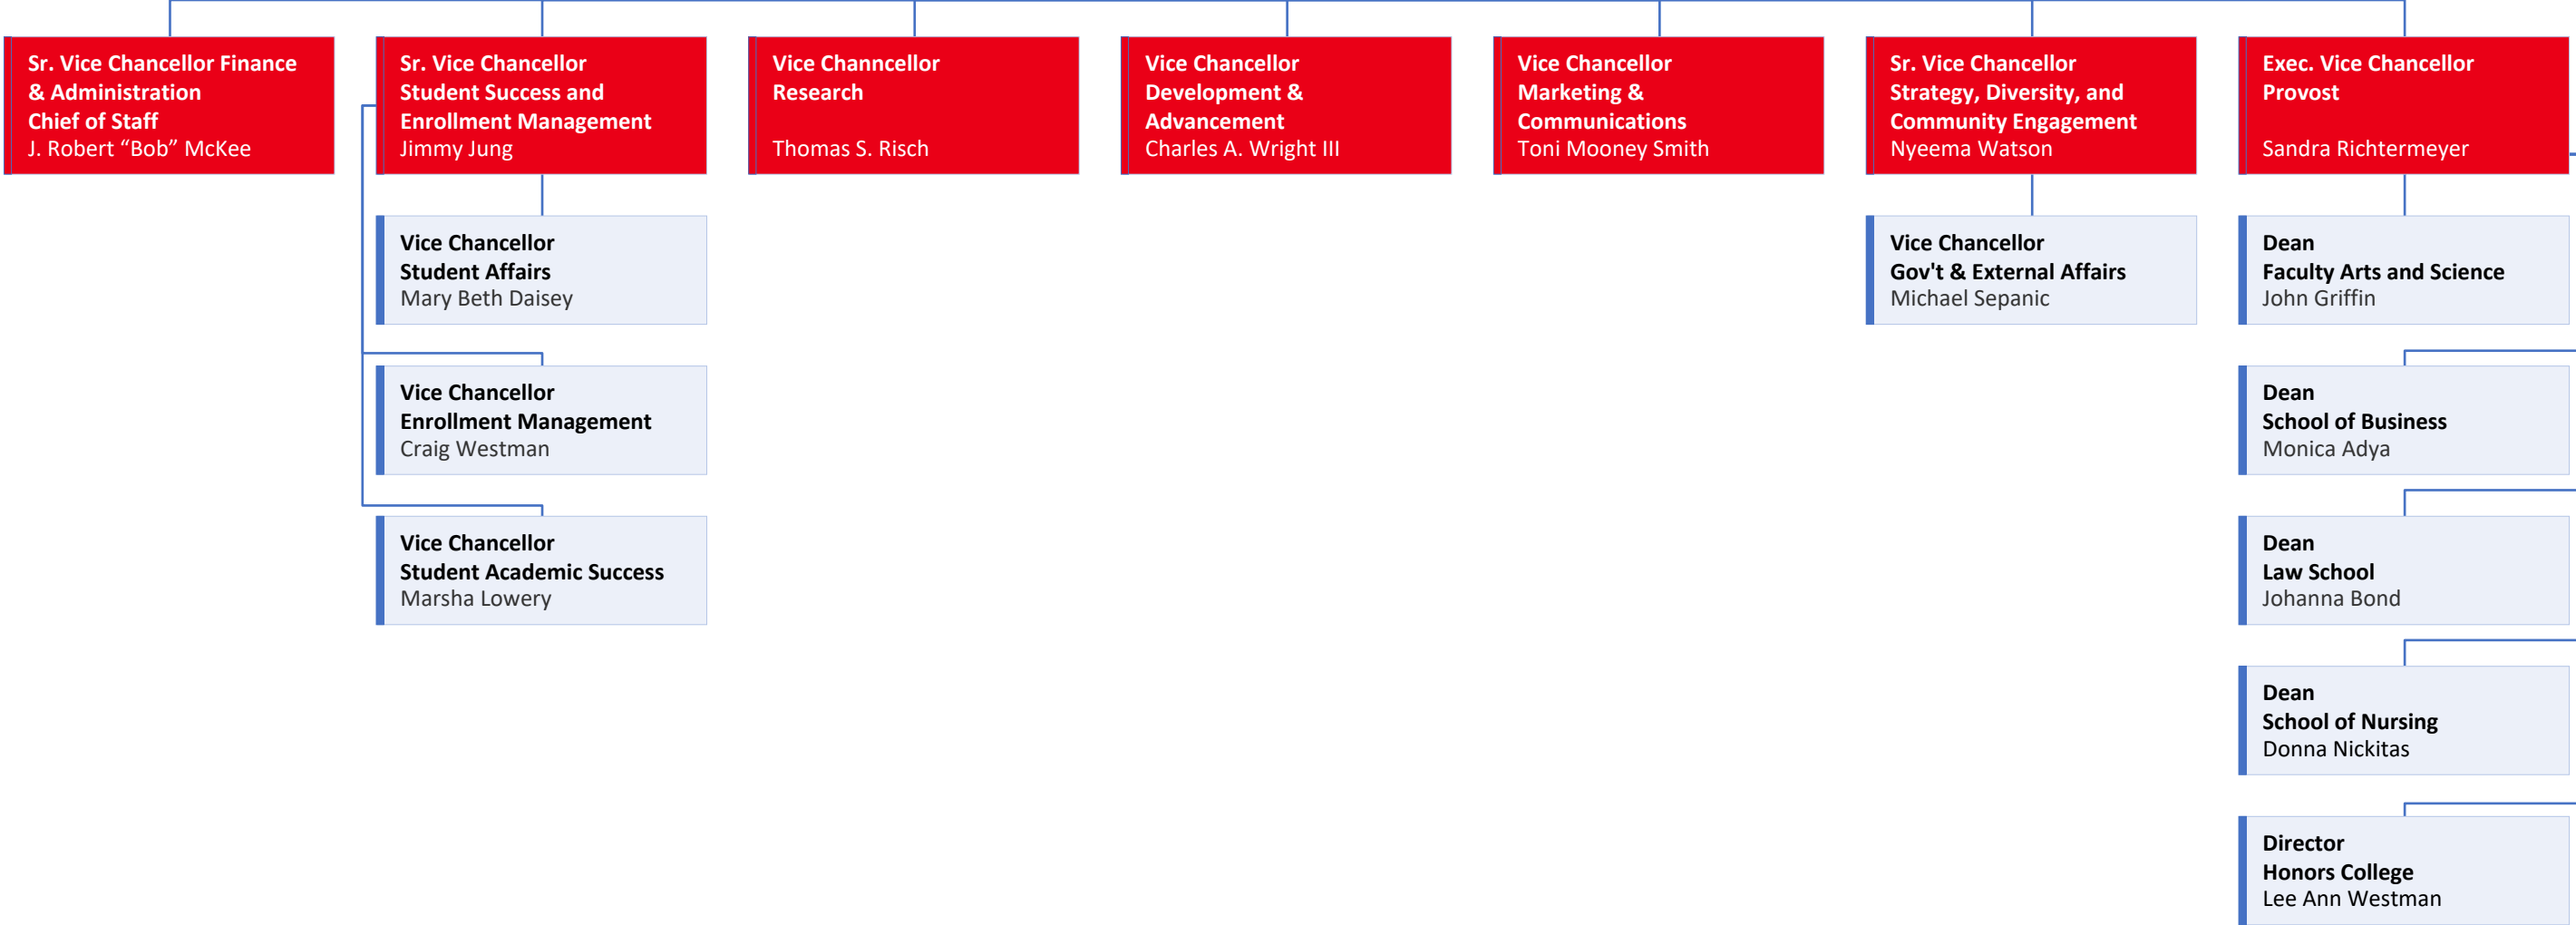 Sr. Vice Chancellor Finance
& Administration
Chief of Staff
J. Robert “Bob” McKee
Sr. Vice Chancellor
Student Success and
Enrollment Management
Jimmy Jung
Vice Channcellor
Research
Thomas S. Risch
Vice Chancellor
Development &
Advancement
Charles A. Wright III
Vice Chancellor
Marketing &
Communications
Toni Mooney Smith
Sr. Vice Chancellor
Strategy, Diversity, and
Community Engagement
Nyeema Watson
Exec. Vice Chancellor
Provost
Sandra Richtermeyer
Vice Chancellor
Student Affairs
Mary Beth Daisey
Vice Chancellor
Gov't & External Affairs
Michael Sepanic
Dean
Faculty Arts and Science
John Griffin
Vice Chancellor
Enrollment Management
Craig Westman
Dean
School of Business
Monica Adya
Vice Chancellor
Student Academic Success
Marsha Lowery
Dean
Law School
Johanna Bond
Dean
School of Nursing
Donna Nickitas
Director
Honors College
Lee Ann Westman